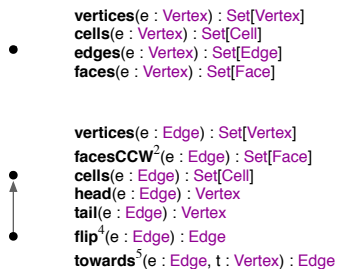 vertices(e : Vertex) : Set[Vertex]
cells(e : Vertex) : Set[Cell]
edges(e : Vertex) : Set[Edge]
faces(e : Vertex) : Set[Face]
vertices(e : Edge) : Set[Vertex]
facesCCW²(e : Edge) : Set[Face]
cells(e : Edge) : Set[Cell]
head(e : Edge) : Vertex
tail(e : Edge) : Vertex
flip⁴(e : Edge) : Edge
towards⁵(e : Edge, t : Vertex) : Edge